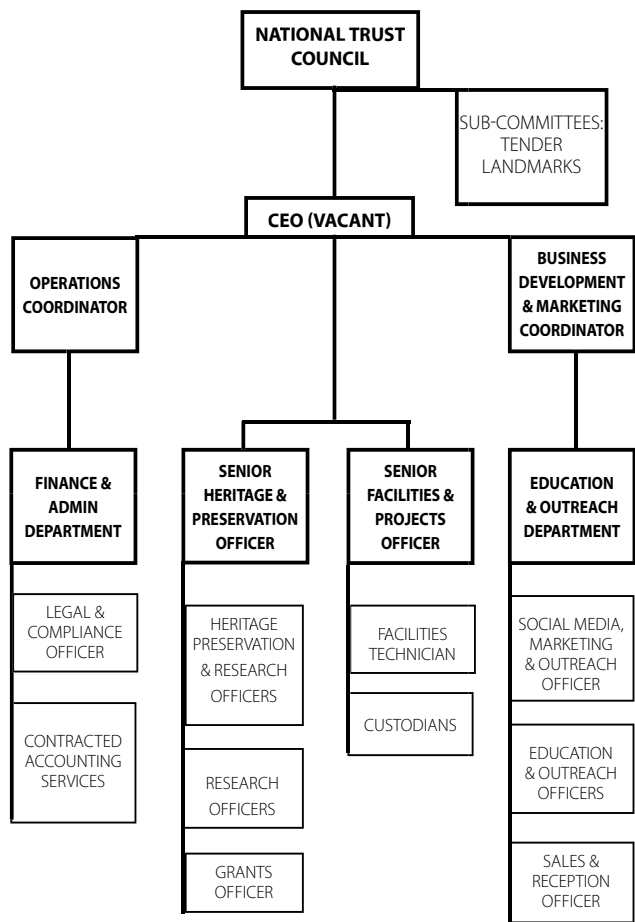 NATIONAL TRUST
COUNCIL
SUB-COMMITTEES:
TENDER
LANDMARKS
CEO (VACANT)
OPERATIONS
COORDINATOR
BUSINESS
DEVELOPMENT
& MARKETING
COORDINATOR
FINANCE &
ADMIN
DEPARTMENT
SENIOR
HERITAGE &
PRESERVATION
OFFICER
SENIOR
FACILITIES &
PROJECTS
OFFICER
EDUCATION
& OUTREACH
DEPARTMENT
LEGAL &
COMPLIANCE
OFFICER
CONTRACTED
ACCOUNTING
SERVICES
HERITAGE
PRESERVATION
& RESEARCH
OFFICERS
RESEARCH
OFFICERS
GRANTS
OFFICER
FACILITIES
TECHNICIAN
CUSTODIANS
SOCIAL MEDIA,
MARKETING
& OUTREACH
OFFICER
EDUCATION
& OUTREACH
OFFICERS
SALES &
RECEPTION
OFFICER